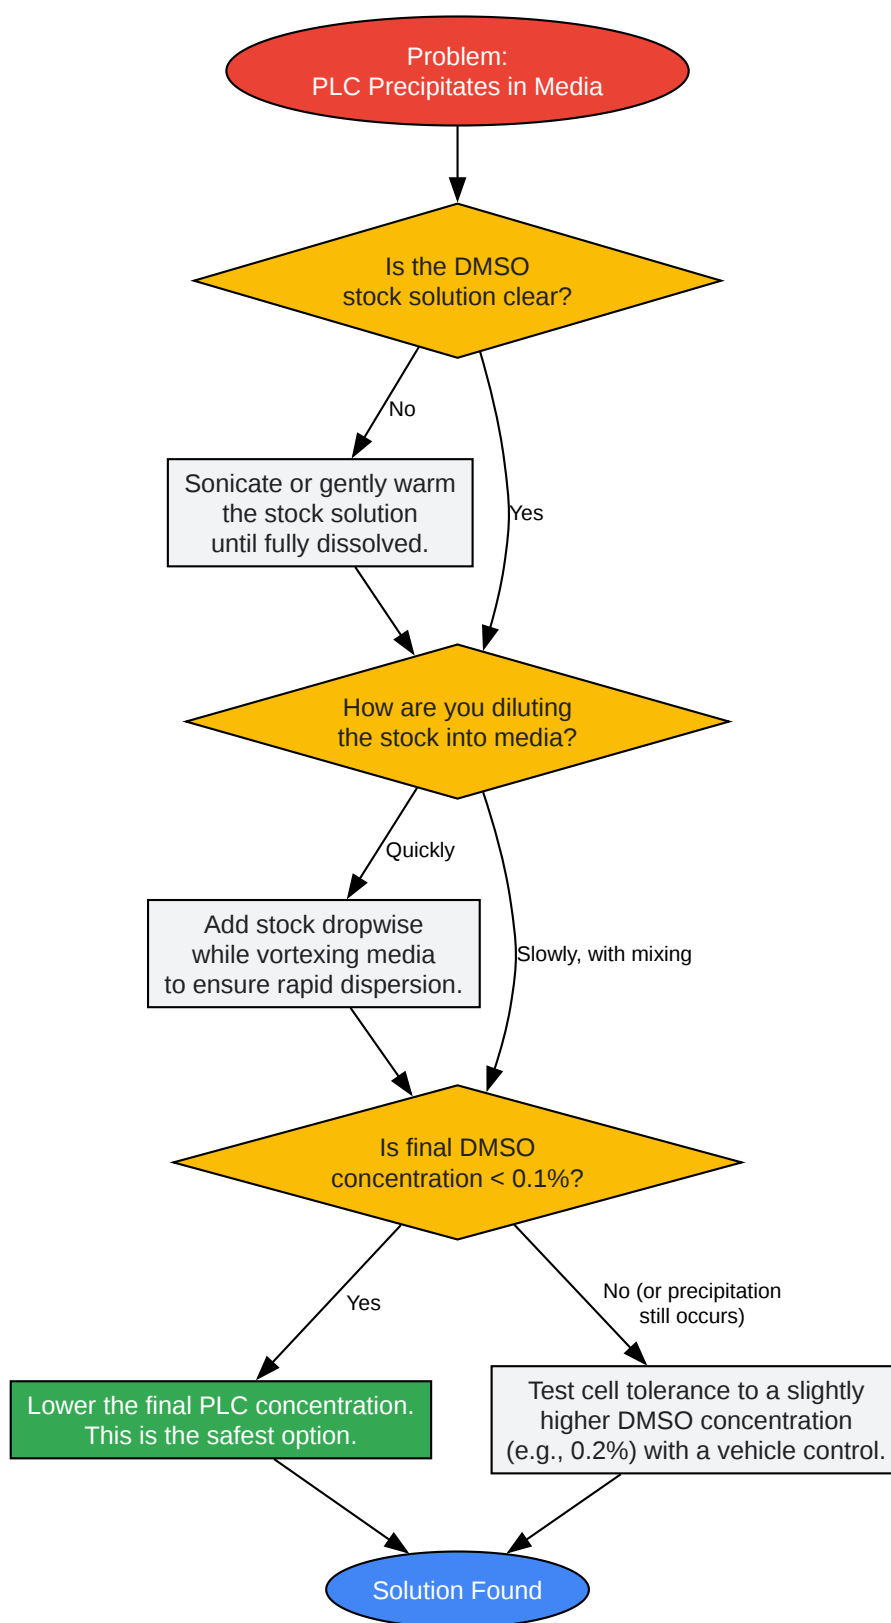 Problem:
PLC Precipitates in Media
Is the DMSO
stock solution clear?
No
Yes
Sonicate or gently warm
the stock solution
until fully dissolved.
How are you diluting
the stock into media?
Quickly
Slowly, with mixing
Add stock dropwise
while vortexing media
to ensure rapid dispersion.
Is final DMSO
concentration < 0.1%?
Yes
No (or precipitation
still occurs)
Lower the final PLC concentration.
This is the safest option.
Test cell tolerance to a slightly
higher DMSO concentration
(e.g., 0.2%) with a vehicle control.
Solution Found